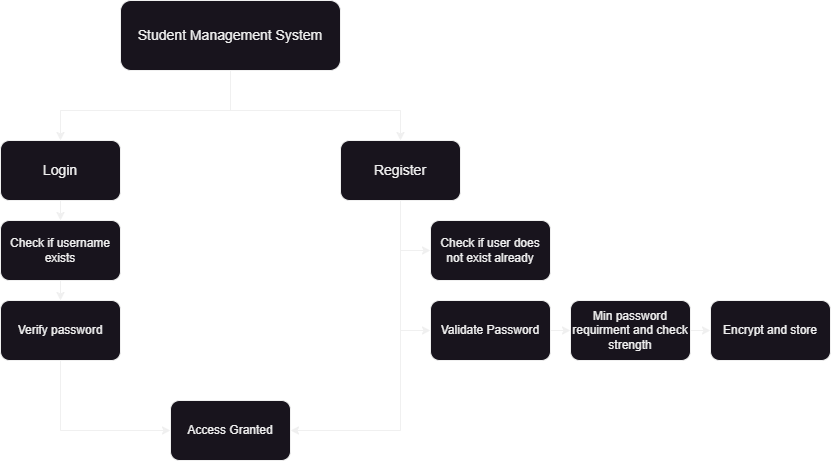 Student Management System
Login
Register
Check if username
exists
Check if user does
not exist already
Verify password
Validate Password
Min password
requirment and check
strength
Encrypt and store
Access Granted